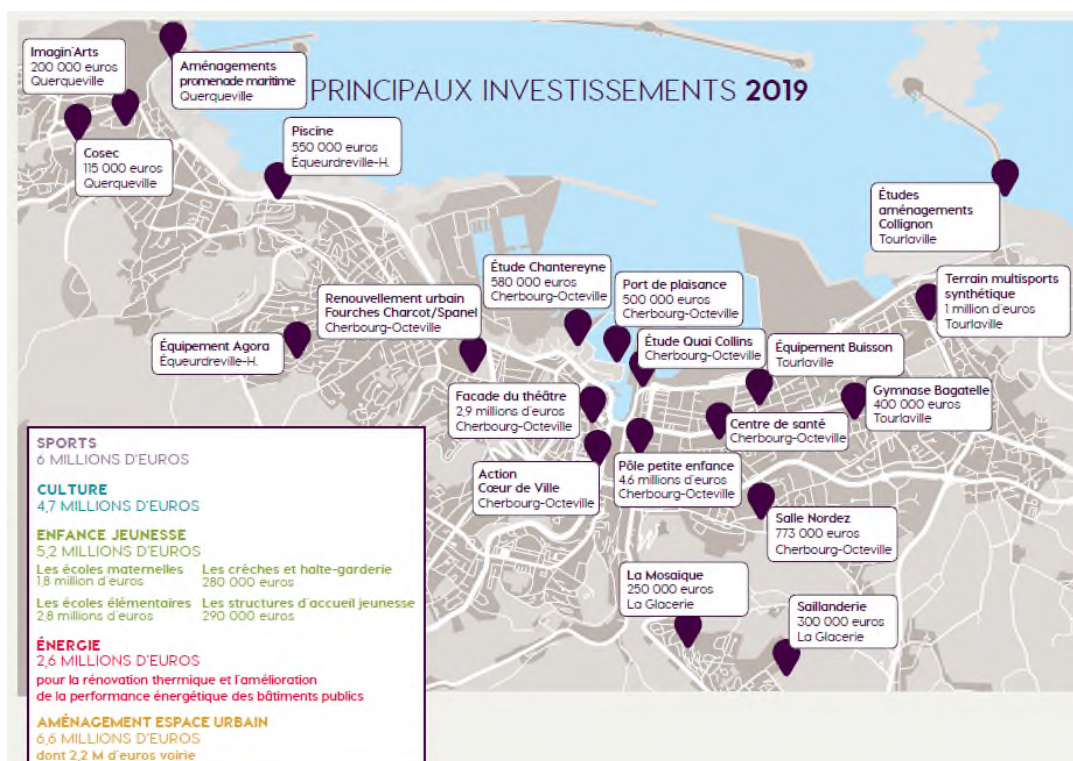 PRINCIPAUX INVESTISSEMENTS 2019
Imagin'Arts
200 000 euros
Querqueville
Aménagements
promenade maritime
Querqueville
Cosec
115 000 euros
Querqueville
Piscine
550 000 euros
Équeurdreville-H.
Études
aménagements
Collignon
Tourlaville
Étude Chantereyne
580 000 euros
Cherbourg-Octeville
Port de plaisance
500 000 euros
Cherbourg-Octeville
Terrain multisports
synthétique
1 million d'euros
Tourlaville
Renouvellement urbain
Fourches Charcot/Spanel
Cherbourg-Octeville
Équipement Agora
Équeurdreville-H.
Étude Quai Collins
Cherbourg-Octeville
Équipement Buisson
Tourlaville
Facade du théâtre
2,9 millions d'euros
Cherbourg-Octeville
Gymnase Bagatelle
400 000 euros
Tourlaville
Centre de santé
Cherbourg-Octeville
Action
Cœur de Ville
Cherbourg-Octeville
Pôle petite enfance
4.6 millions d'euros
Cherbourg-Octeville
Salle Nordez
773 000 euros
Cherbourg-Octeville
La Mosaïque
250 000 euros
La Glacerie
Saillanderie
300 000 euros
La Glacerie
SPORTS
6 MILLIONS D'EUROS
CULTURE
4,7 MILLIONS D'EUROS
ENFANCE JEUNESSE
5,2 MILLIONS D'EUROS
Les écoles maternelles
1,8 million d'euros
Les crèches et halte-garderie
280 000 euros
Les écoles élémentaires
2,8 millions d'euros
Les structures d'accueil jeunesse
290 000 euros
ÉNERGIE
2,6 MILLIONS D'EUROS
pour la rénovation thermique et l'amélioration
de la performance énergétique des bâtiments publics
AMÉNAGEMENT ESPACE URBAIN
6,6 MILLIONS D'EUROS
dont 2,2 M d'euros voirie